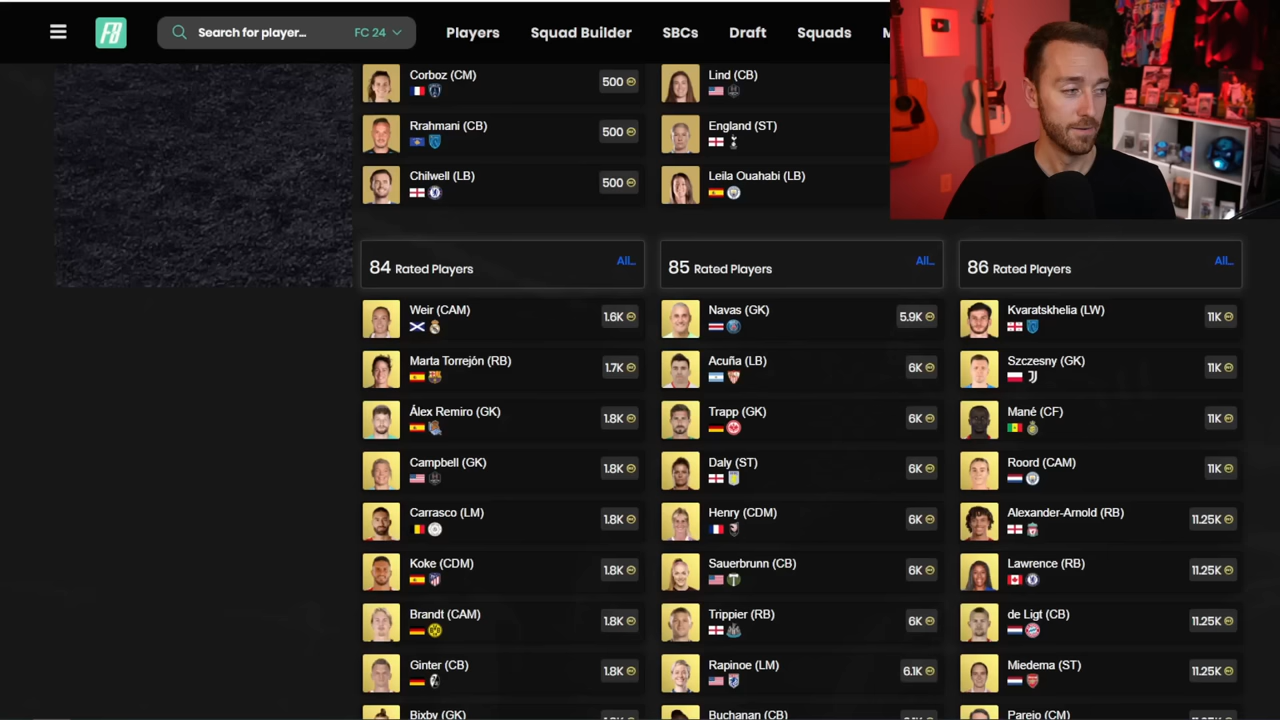 FB
Search for player...
FC 24
Players
Squad Builder
SBCs
Draft
Squads
M
Corboz (CM)
500
Lind (CB)
Rrahmani (CB)
500
England (ST)
Chilwell (LB)
500
Leila Ouahabi (LB)
84 Rated Players
All..
85 Rated Players
All..
86 Rated Players
All..
Weir (CAM)
1.6K
Navas (GK)
5.9K
Kvaratskhelia (LW)
11K
Marta Torrejón (RB)
1.7K
Acuña (LB)
6K
Szczesny (GK)
11K
Álex Remiro (GK)
1.8K
Trapp (GK)
6K
Mané (CF)
11K
Campbell (GK)
1.8K
Daly (ST)
6K
Roord (CAM)
11K
Carrasco (LM)
1.8K
Henry (CDM)
6K
Alexander-Arnold (RB)
11.25K
Koke (CDM)
1.8K
Sauerbrunn (CB)
6K
Lawrence (RB)
11.25K
Brandt (CAM)
1.8K
Trippier (RB)
6K
de Ligt (CB)
11.25K
Ginter (CB)
1.8K
Rapinoe (LM)
6.1K
Miedema (ST)
11.25K
Bixby (GK)
Buchanan (CB)
Parejo (CM)